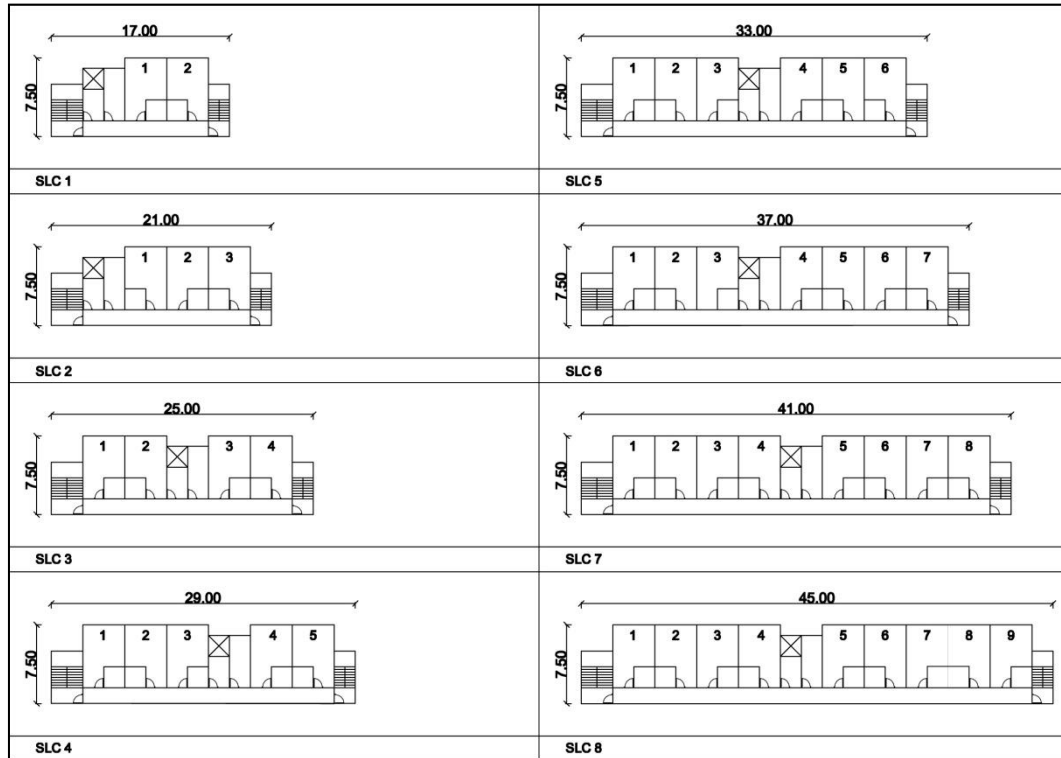 17.00
7.50
1 2
SLC 1
21.00
7.50
1 2 3
SLC 2
25.00
7.50
1 2 3 4
SLC 3
29.00
7.50
1 2 3 4 5
SLC 4
33.00
7.50
1 2 3 4 5 6
SLC 5
37.00
7.50
1 2 3 4 5 6 7
SLC 6
41.00
7.50
1 2 3 4 5 6 7 8
SLC 7
45.00
7.50
1 2 3 4 5 6 7 8 9
SLC 8